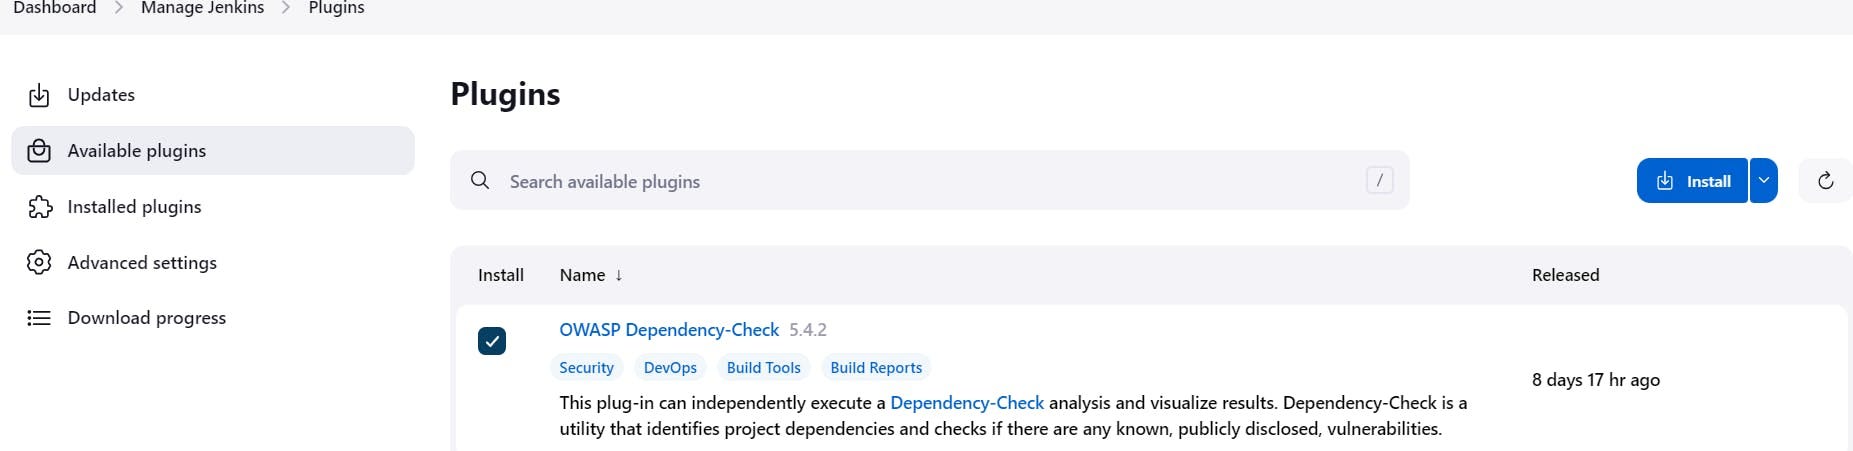 Dashboard > Manage Jenkins > Plugins
Updates
Available plugins
Installed plugins
Advanced settings
Download progress
Plugins
Search available plugins /
Install
Install Name ↓ Released
OWASP Dependency-Check 5.4.2
Security DevOps Build Tools Build Reports
8 days 17 hr ago
This plug-in can independently execute a Dependency-Check analysis and visualize results. Dependency-Check is a
utility that identifies project dependencies and checks if there are any known, publicly disclosed, vulnerabilities.